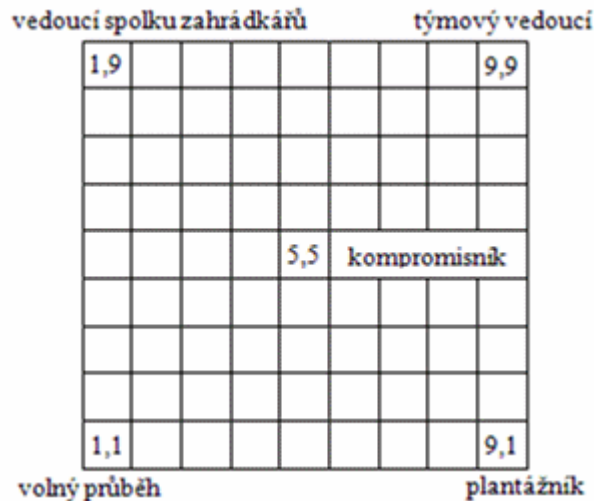 vedoucí spolku zahrádkářů týmový vedoucí
1,9 9,9
5,5 kompromisník
1,1 9,1
volný průběh plantážník